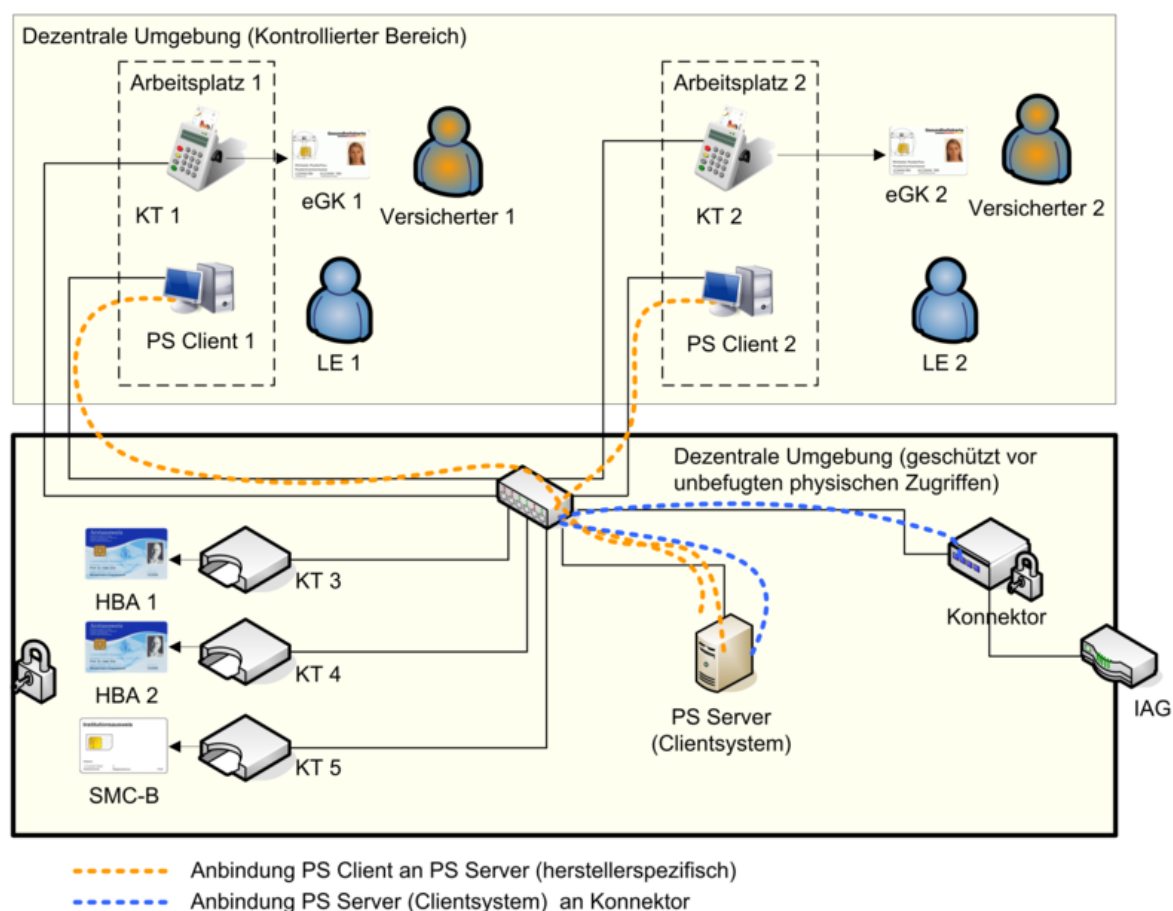 Dezentrale Umgebung (Kontrollierter Bereich)
Arbeitsplatz 1
Arbeitsplatz 2
KT 1
eGK 1
Versicherter 1
KT 2
eGK 2
Versicherter 2
PS Client 1
LE 1
PS Client 2
LE 2
Dezentrale Umgebung (geschützt vor
unbefugten physischen Zugriffen)
HBA 1
KT 3
Konnektor
HBA 2
KT 4
PS Server
(Clientsystem)
IAG
SMC-B
KT 5
Anbindung PS Client an PS Server (herstellerspezifisch)
Anbindung PS Server (Clientsystem) an Konnektor